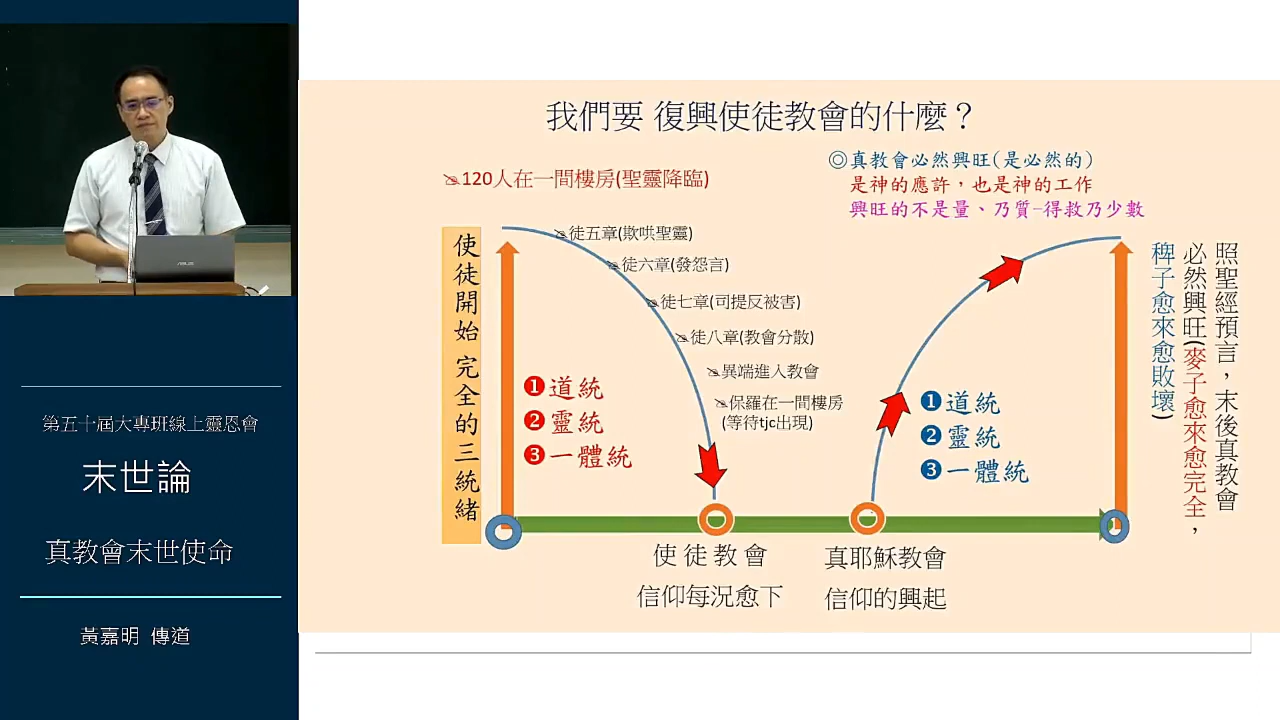 第五十屆大專班線上靈恩會
末世論
真教會末世使命
黃嘉明 傳道
我們要 復興使徒教會的什麼？
120人在一間樓房(聖靈降臨)
◎真教會必然興旺(是必然的)
是神的應許，也是神的工作
興旺的不是量、乃質-得救乃少數
使徒開始 完全的三統緒
徒五章(欺哄聖靈)
徒六章(發怨言)
徒七章(司提反被害)
徒八章(教會分散)
異端進入教會
保羅在一間樓房
(等待tjc出現)
❶道統
❷靈統
❸一體統
❶道統
❷靈統
❸一體統
照聖經預言，末後真教會
必然興旺(麥子愈來愈完全，
稗子愈來愈敗壞)
使徒教會
信仰每況愈下
真耶穌教會
信仰的興起
ASUS